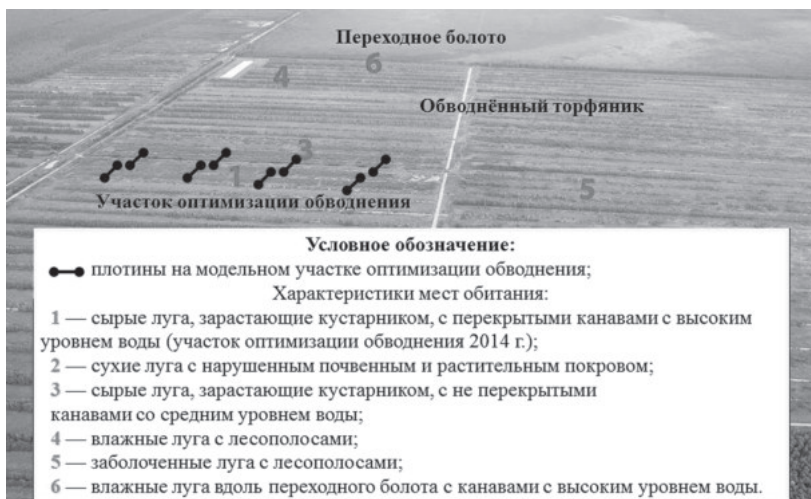 Переходное болото
4
6
Обводнённый торфяник
3
1
5
Участок оптимизации обводнения
Условное обозначение:
плотины на модельном участке оптимизации обводнения;
Характеристики мест обитания:
1 — сырые луга, зарастающие кустарником, с перекрытыми канавами с высоким
уровнем воды (участок оптимизации обводнения 2014 г.);
2 — сухие луга с нарушенным почвенным и растительным покровом;
3 — сырые луга, зарастающие кустарником, с не перекрытыми
канавами со средним уровнем воды;
4 — влажные луга с лесополосами;
5 — заболоченные луга с лесополосами;
6 — влажные луга вдоль переходного болота с канавами с высоким уровнем воды.